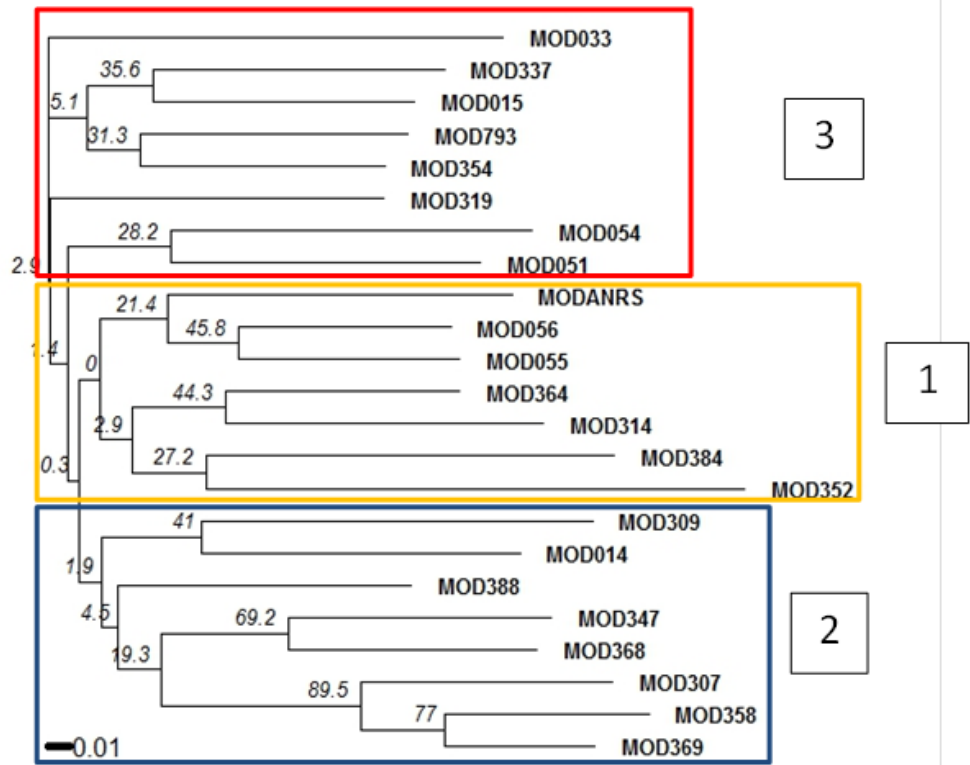 MOD033
35.6 MOD337
5.1 MOD015
31.3 MOD793
MOD354
MOD319
28.2 MOD054
2.9 MOD051
21.4 MODANRS
45.8 MOD056
1.4 0 MOD055
44.3 MOD364
2.9 MOD314
0.3 27.2 MOD384
MOD352
41 MOD309
1.9 MOD014
4.5 MOD388
69.2 MOD347
19.3 MOD368
89.5 MOD307
77 MOD358
0.01 MOD369
3
1
2